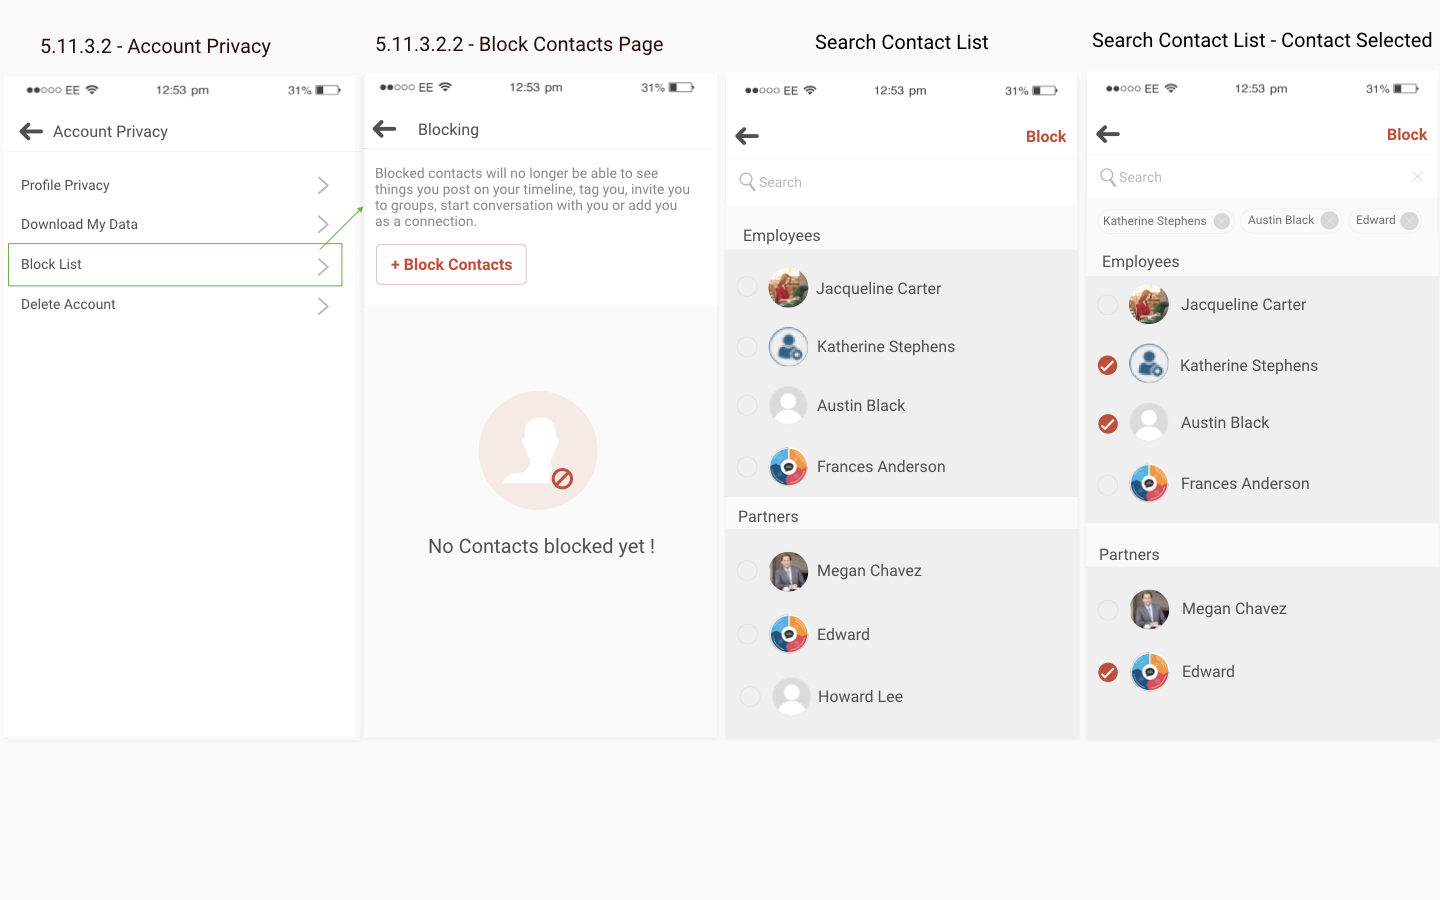 5.11.3.2 - Account Privacy
EE
12:53 pm
31%
Account Privacy
Profile Privacy
Download My Data
Block List
Delete Account
5.11.3.2.2 - Block Contacts Page
EE
12:53 pm
31%
Blocking
Blocked contacts will no longer be able to see
things you post on your timeline, tag you, invite you
to groups, start conversation with you or add you
as a connection.
+ Block Contacts
No Contacts blocked yet !
Search Contact List
EE
12:53 pm
31%
Block
Search
Employees
Jacqueline Carter
Katherine Stephens
Austin Black
Frances Anderson
Partners
Megan Chavez
Edward
Howard Lee
Search Contact List - Contact Selected
EE
12:53 pm
31%
Block
Search
Katherine Stephens
Austin Black
Edward
Employees
Jacqueline Carter
Katherine Stephens
Austin Black
Frances Anderson
Partners
Megan Chavez
Edward